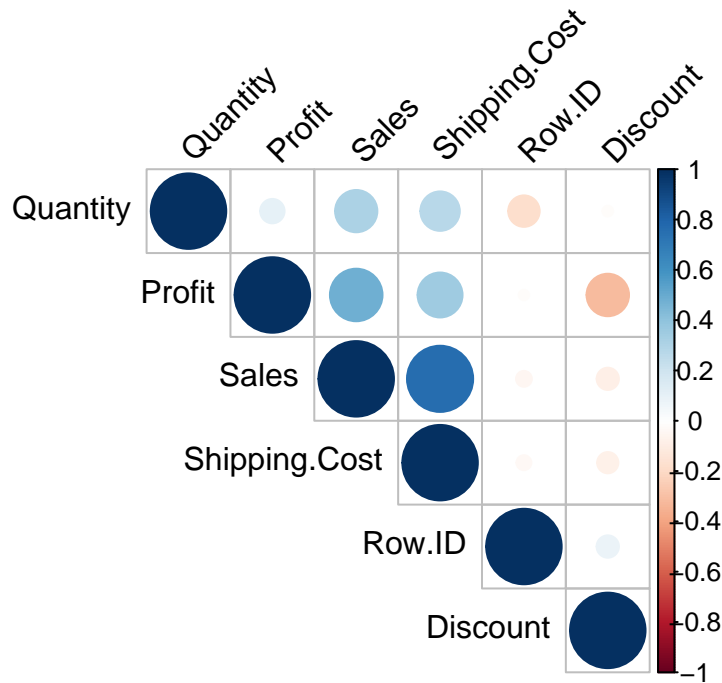 Quantity
Profit
Sales
Shipping.Cost
Row.ID
Discount
Quantity
Profit
Sales
Shipping.Cost
Row.ID
Discount
1
0.8
0.6
0.4
0.2
0
−0.2
−0.4
−0.6
−0.8
−1